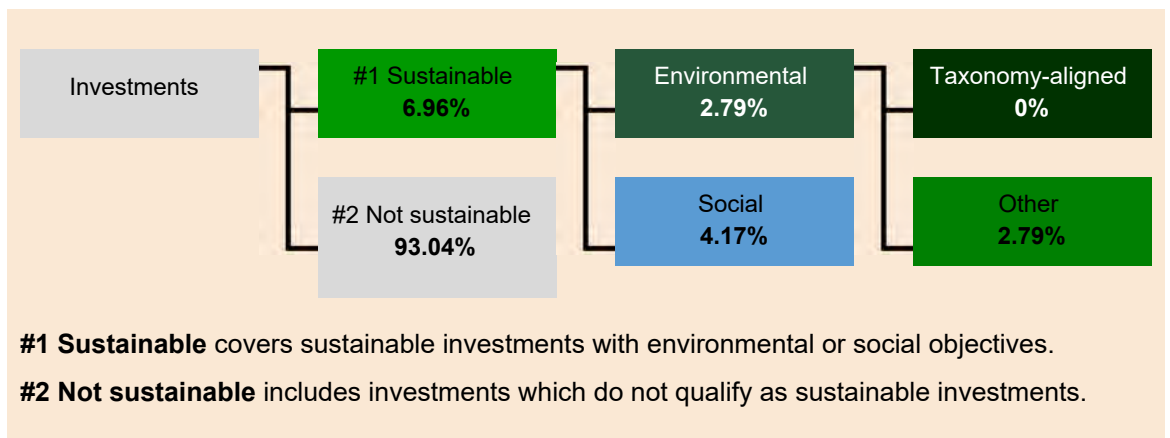 Investments
#1 Sustainable
6.96%
Environmental
2.79%
Taxonomy-aligned
0%
#2 Not sustainable
93.04%
Social
4.17%
Other
2.79%
#1 Sustainable covers sustainable investments with environmental or social objectives.
#2 Not sustainable includes investments which do not qualify as sustainable investments.